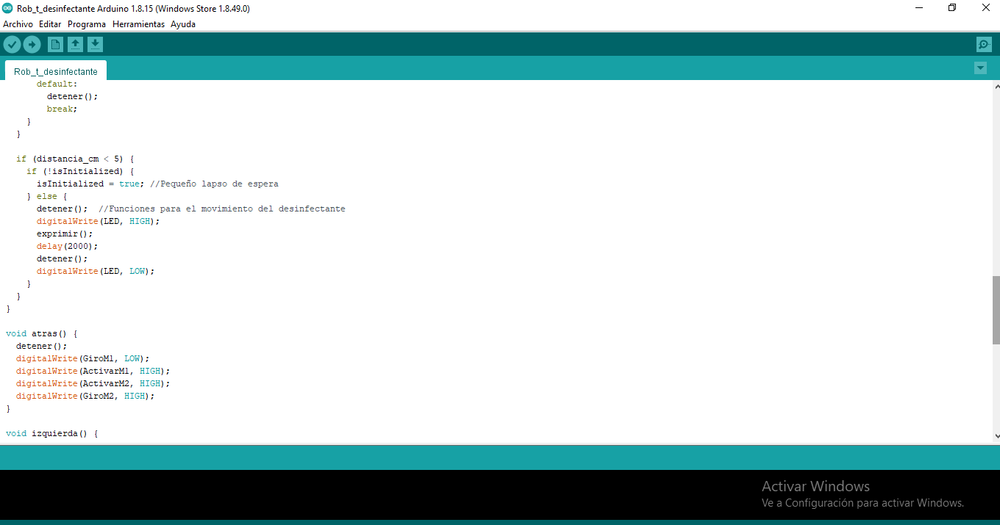 Rob_t_desinfectante Arduino 1.8.15 (Windows Store 1.8.49.0)
Archivo Editar Programa Herramientas Ayuda
Rob_t_desinfectante
default:
detener();
break;
}
}
if (distancia_cm < 5) {
if (!isInitialized) {
isInitialized = true; //Pequeño lapso de espera
} else {
detener(); //Funciones para el movimiento del desinfectante
digitalWrite(LED, HIGH);
exprimir();
delay(2000);
detener();
digitalWrite(LED, LOW);
}
}
}
void atras() {
detener();
digitalWrite(GiroM1, LOW);
digitalWrite(ActivarM1, HIGH);
digitalWrite(ActivarM2, HIGH);
digitalWrite(GiroM2, HIGH);
}
void izquierda() {
Activar Windows
Ve a Configuración para activar Windows.